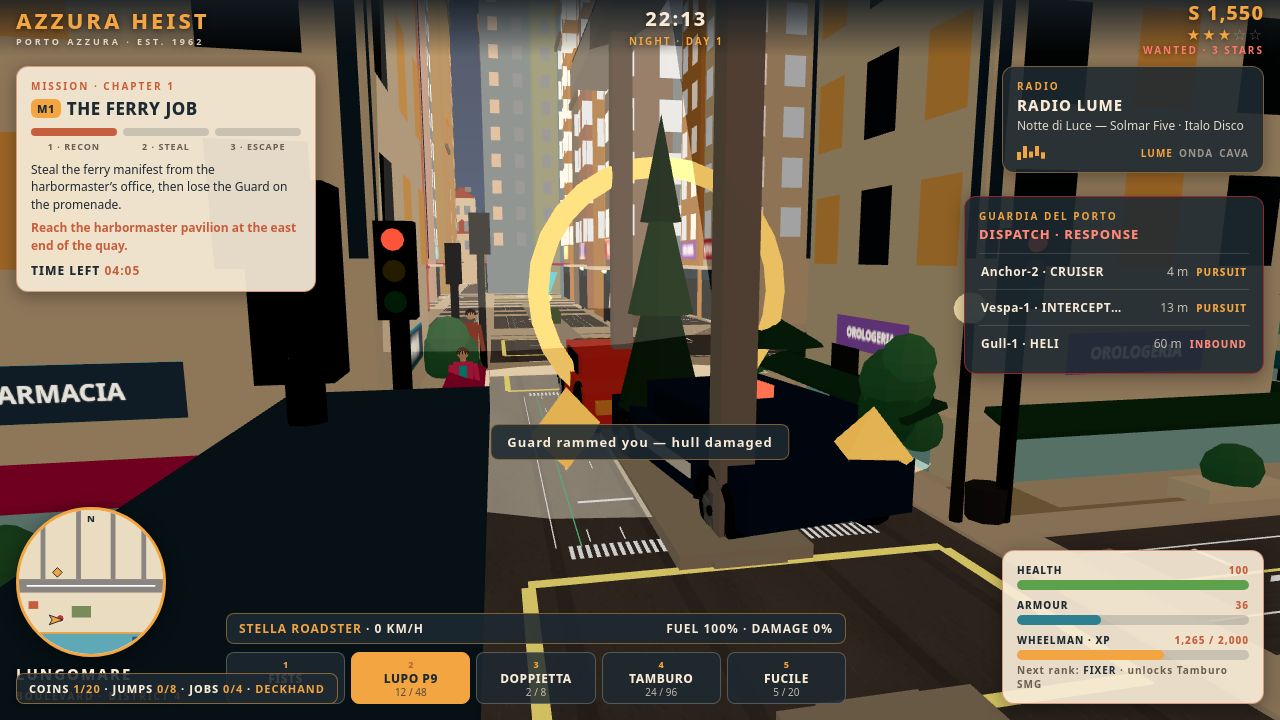 AZZURA HEIST
PORTO AZZURA · EST. 1962
22:13
NIGHT · DAY 1
S 1,550
★★★☆☆
WANTED · 3 STARS
MISSION · CHAPTER 1
M1 THE FERRY JOB
1 · RECON 2 · STEAL 3 · ESCAPE
Steal the ferry manifest from the
harbormaster's office, then lose the Guard on
the promenade.
Reach the harbormaster pavilion at the east
end of the quay.
TIME LEFT 04:05
RADIO
RADIO LUME
Notte di Luce — Solmar Five · Italo Disco
LUME ONDA CAVA
GUARDIA DEL PORTO
DISPATCH · RESPONSE
Anchor-2 · CRUISER 4 m PURSUIT
Vespa-1 · INTERCEPT… 13 m PURSUIT
Gull-1 · HELI 60 m INBOUND
OROLOGERIA
OROLOGERIA
ARMACIA
Guard rammed you — hull damaged
N
STELLA ROADSTER · 0 KM/H FUEL 100% · DAMAGE 0%
1 FISTS
2 LUPO P9 12 / 48
3 DOPPIETTA 2 / 8
4 TAMBURO 24 / 96
5 FUCILE 5 / 20
LUNGOMARE
COINS 1/20 · JUMPS 0/8 · JOBS 0/4 · DECKHAND
HEALTH 100
ARMOUR 36
WHEELMAN · XP 1,265 / 2,000
Next rank: FIXER · unlocks Tamburo
SMG